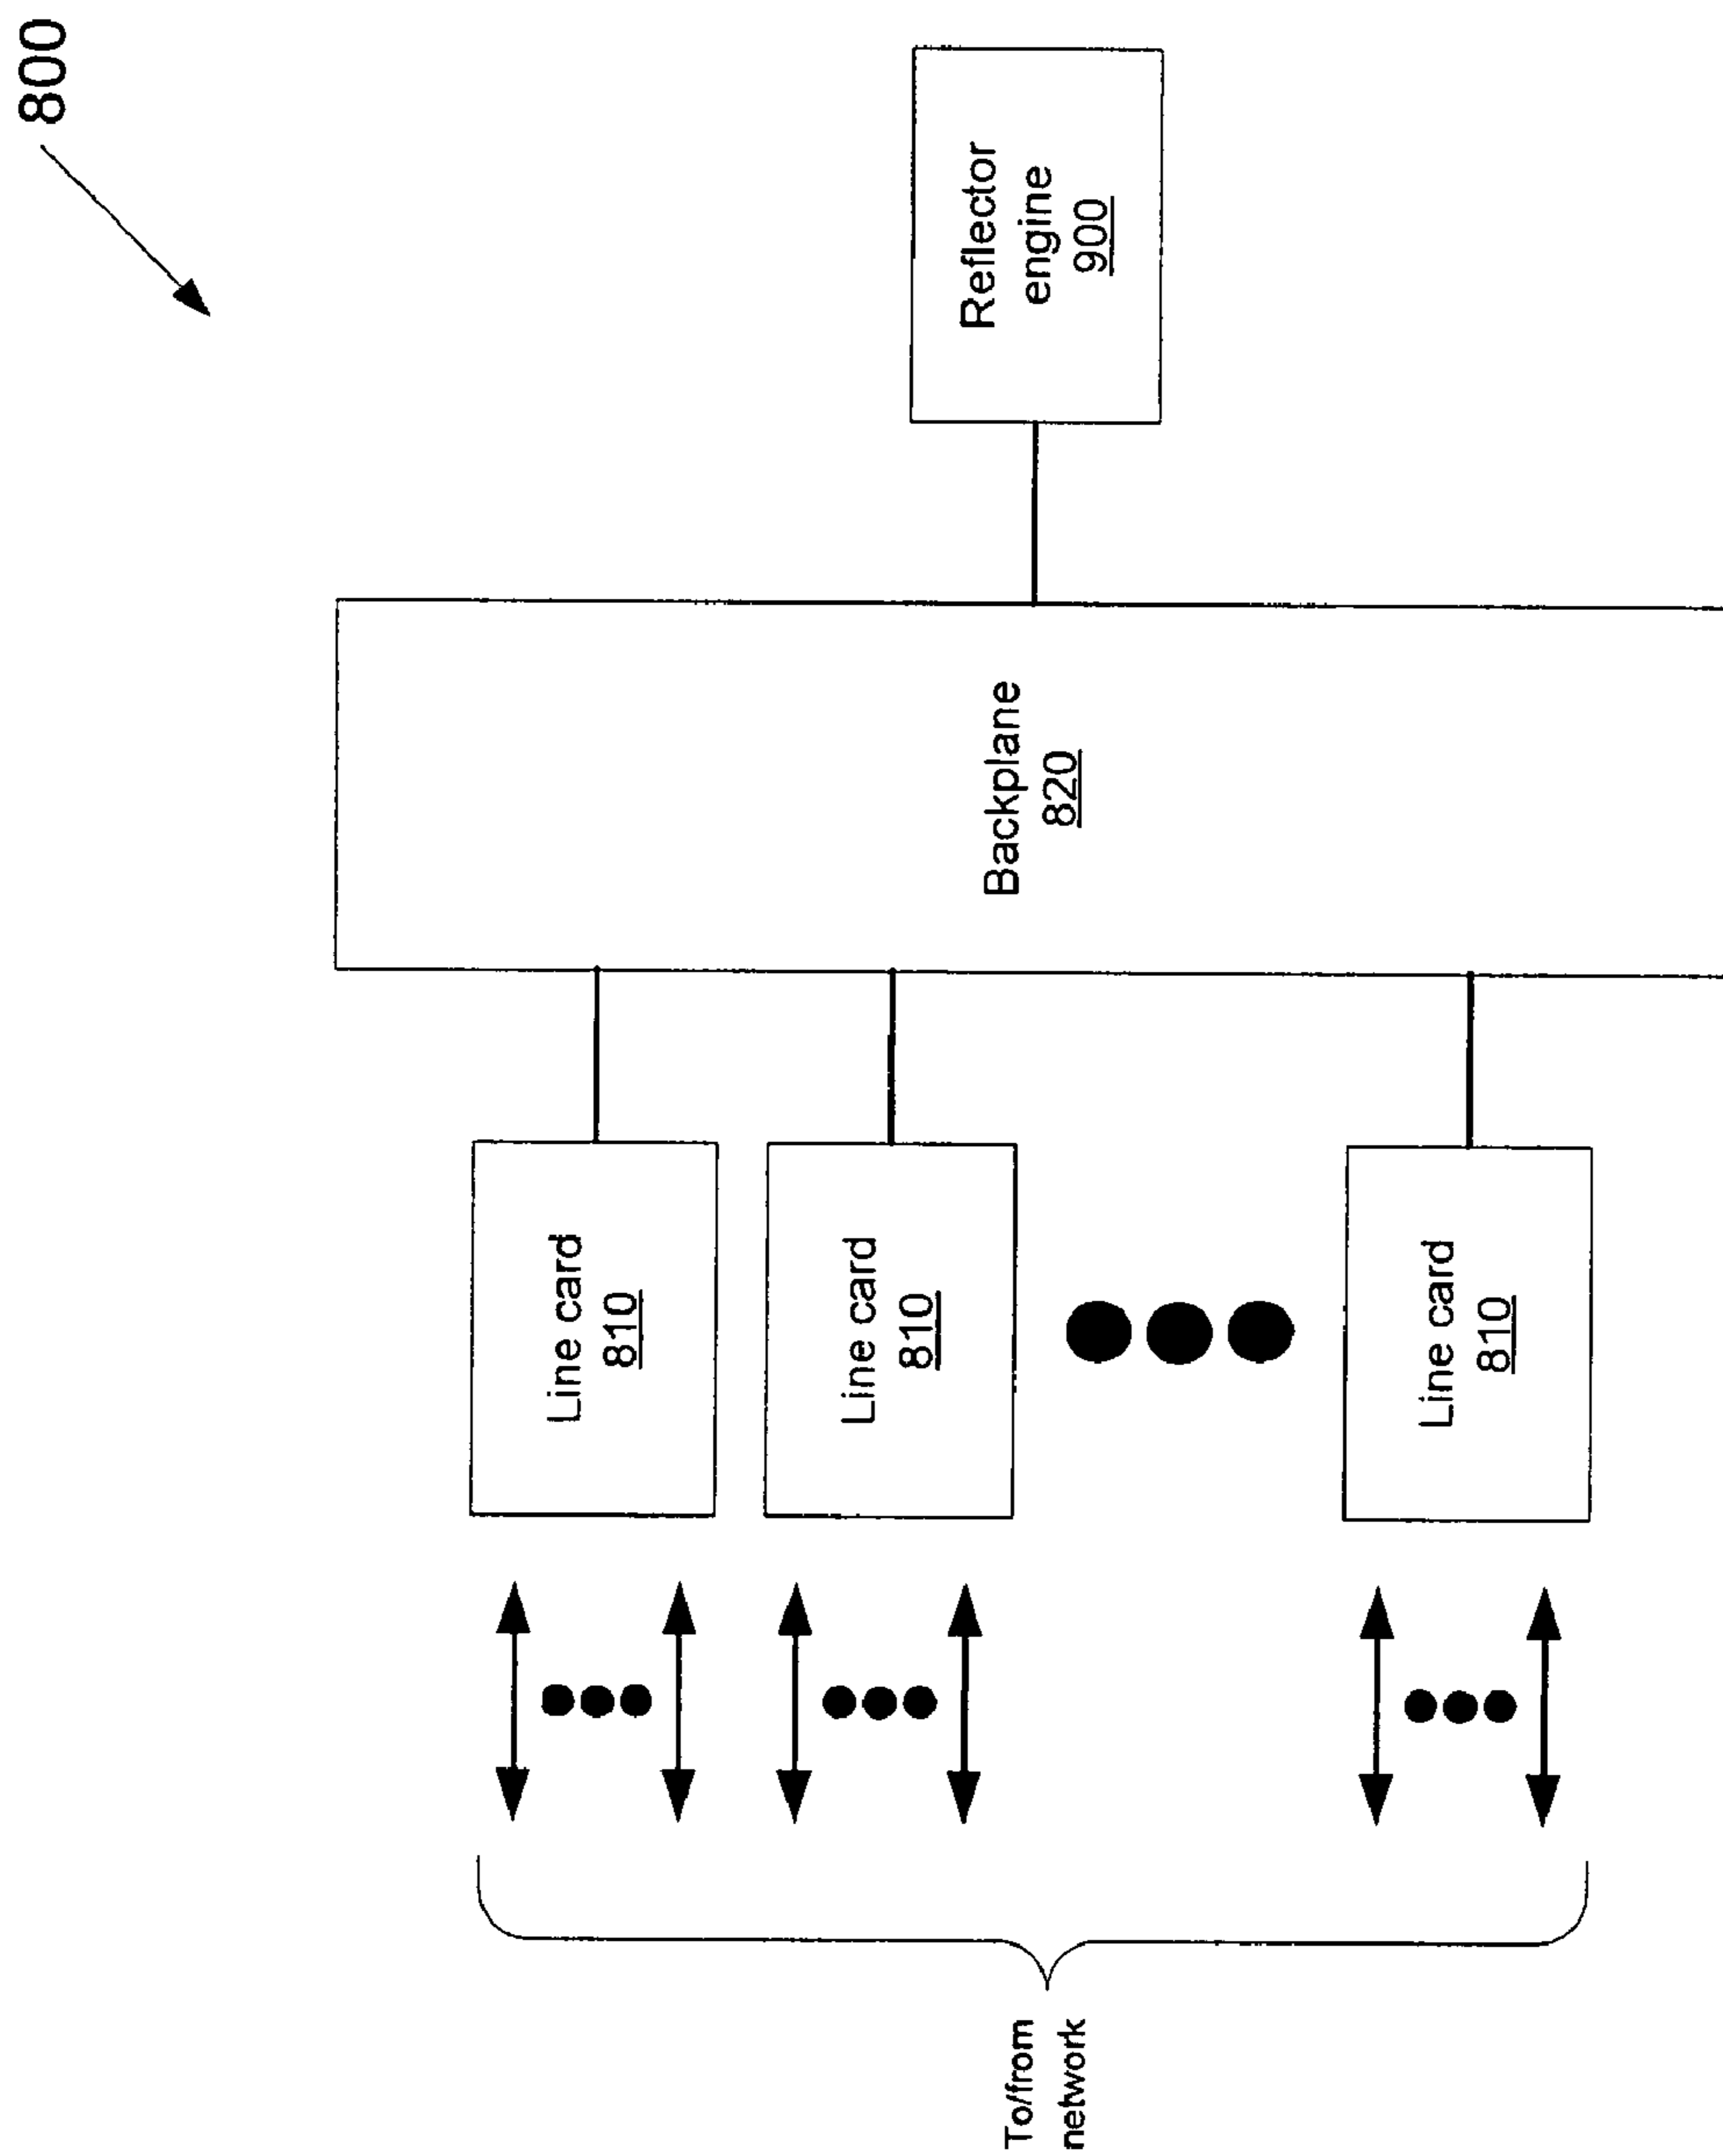 800
To/from
network
Line card
810
Line card
810
Line card
810
Backplane
820
Reflector
engine
900